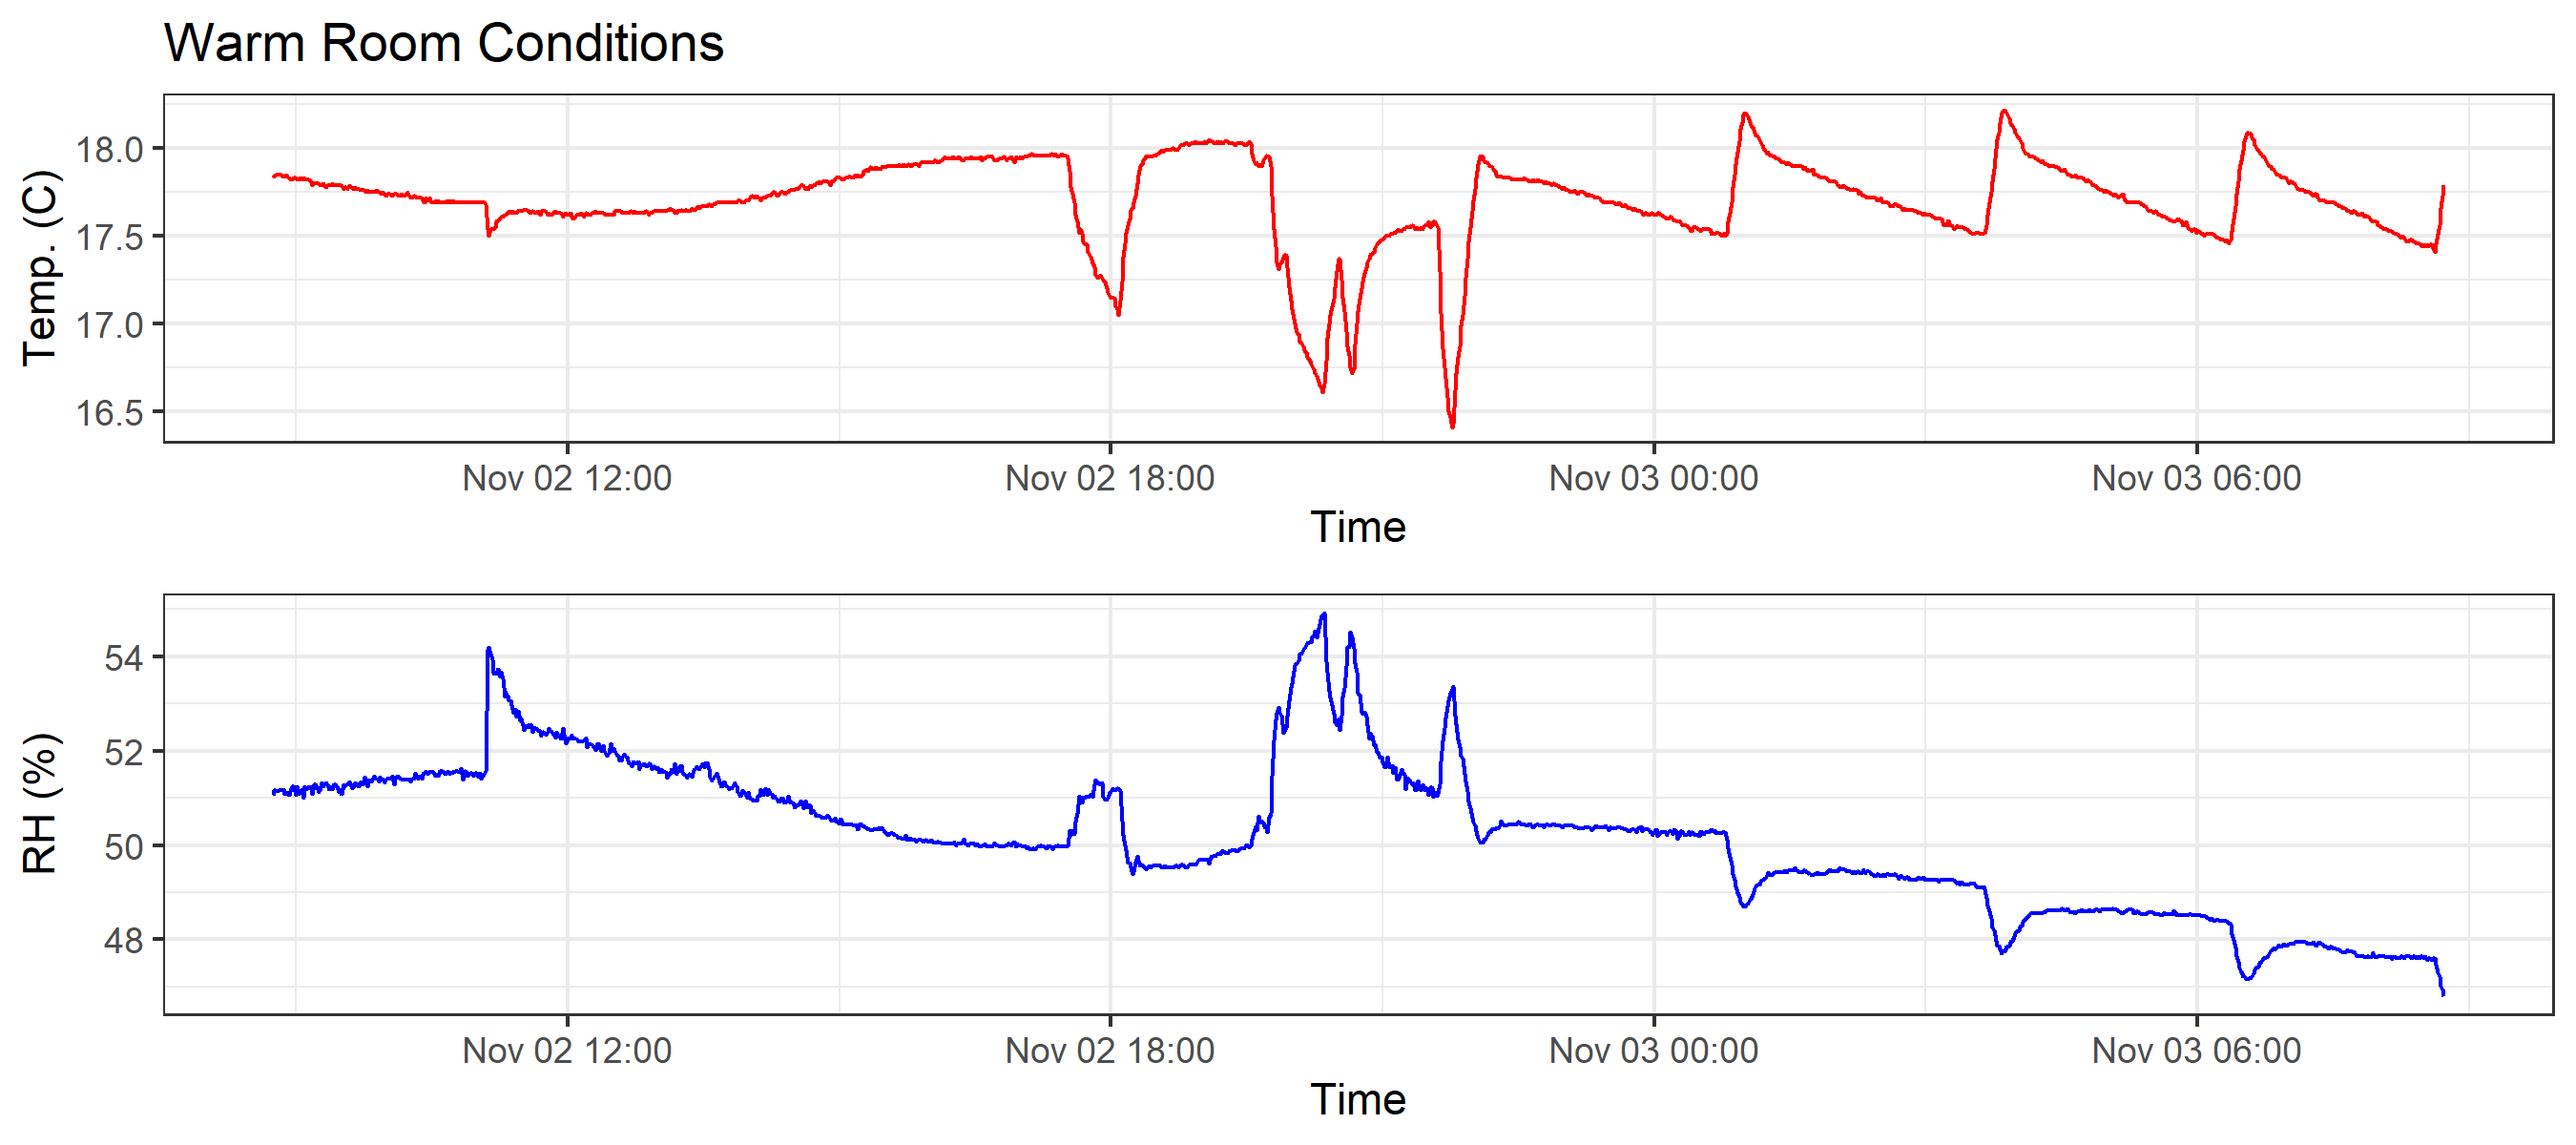 Warm Room Conditions
Temp. (C)
18.0
17.5
17.0
16.5
Nov 02 12:00 Nov 02 18:00 Nov 03 00:00 Nov 03 06:00
Time
RH (%)
54
52
50
48
Nov 02 12:00 Nov 02 18:00 Nov 03 00:00 Nov 03 06:00
Time